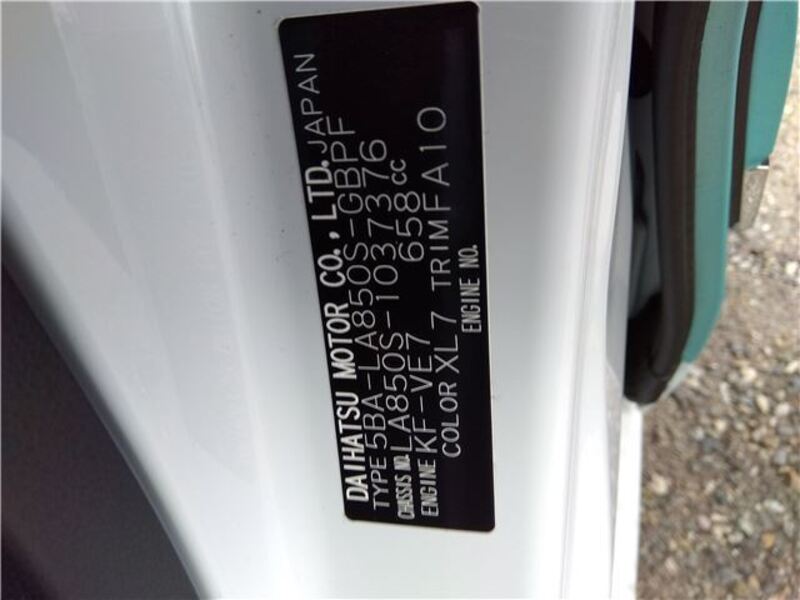 DAIHATSU MOTOR CO., LTD. JAPAN
TYPE 5BA-LA850S-GBPF
CHASSIS NO. LA850S-1037376
ENGINE KF-VE7 658cc
COLOR XL7 TRIM FA10
ENGINE NO.